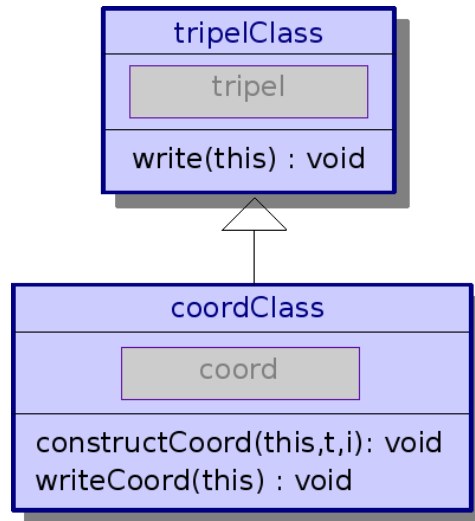 tripelClass
tripel
write(this) : void
coordClass
coord
constructCoord(this,t,i): void
writeCoord(this) : void